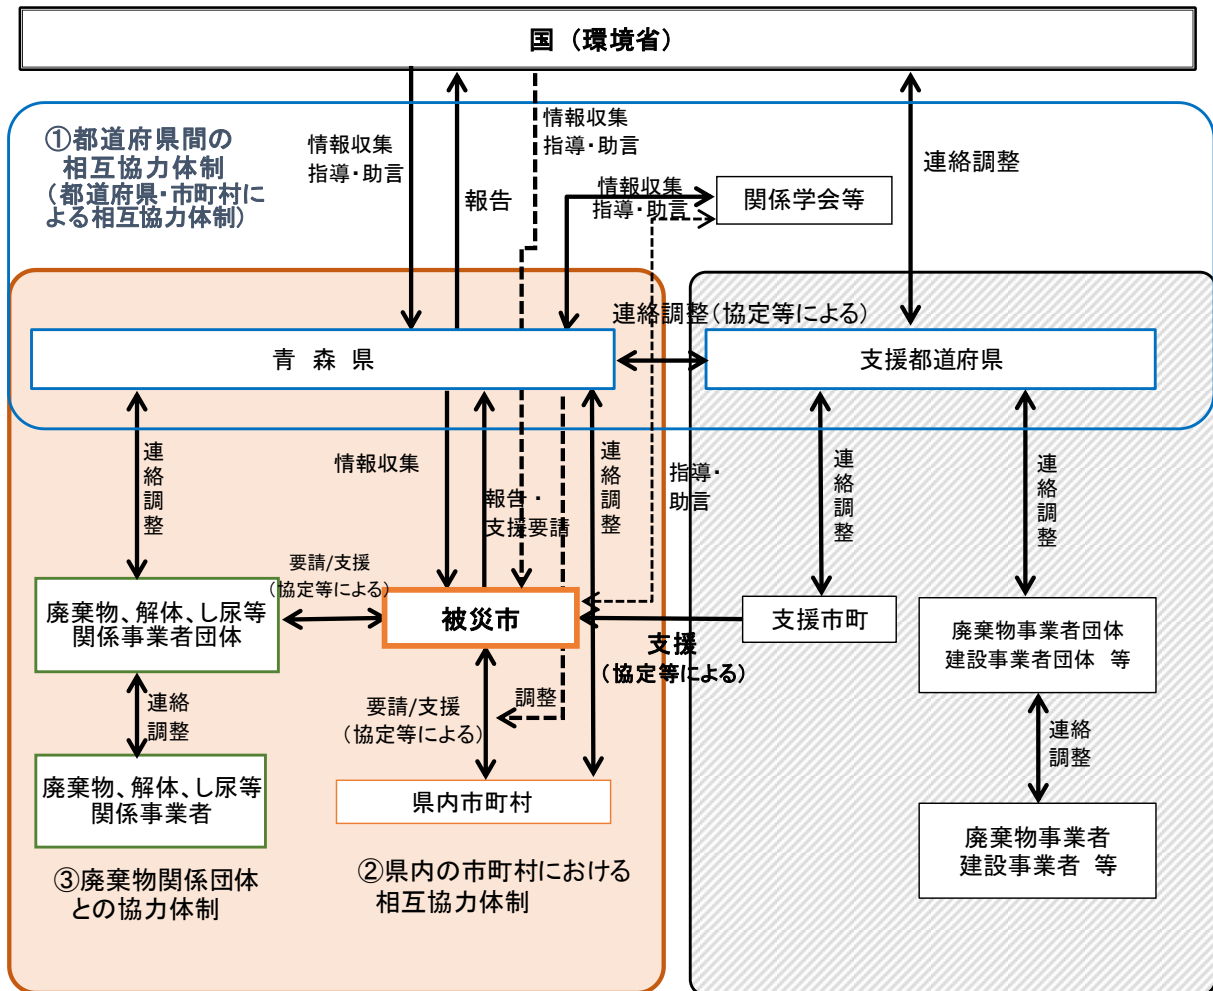 国（環境省）
①都道府県間の
相互協力体制
（都道府県・市町村に
よる相互協力体制）
情報収集
指導・助言
報告
情報収集
指導・助言
情報収集
指導・助言
関係学会等
連絡調整
連絡調整（協定等による）
青 森 県
支援都道府県
連絡調整
情報収集
報告・
支援要請
連絡調整
指導・
助言
連絡調整
連絡調整
要請/支援
（協定等による）
廃棄物、解体、し尿等
関係事業者団体
被災市
支援市町
支援
（協定等による）
廃棄物事業者団体
建設事業者団体 等
連絡
調整
要請/支援
（協定等による）
調整
連絡
調整
廃棄物、解体、し尿等
関係事業者
県内市町村
廃棄物事業者
建設事業者 等
③廃棄物関係団体
との協力体制
②県内の市町村における
相互協力体制